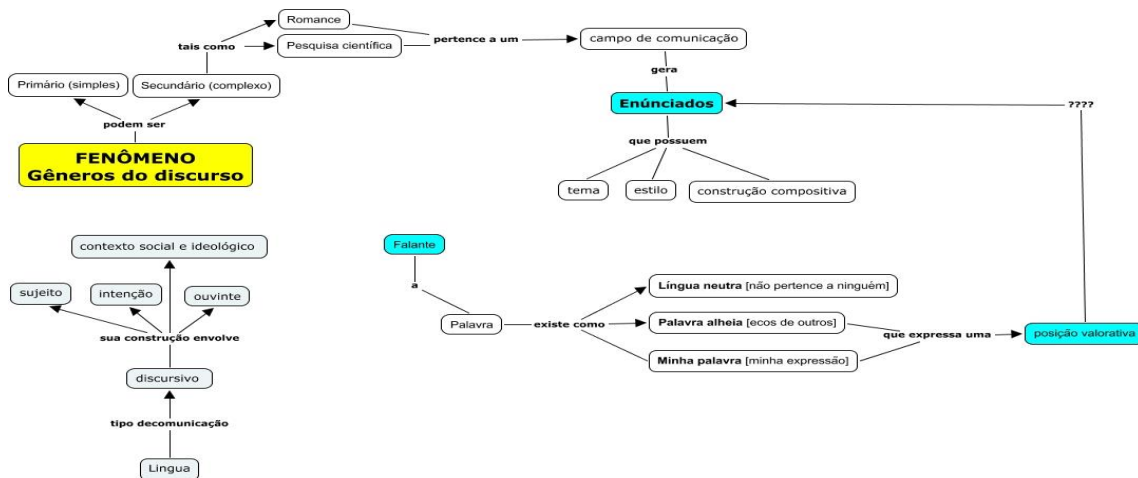 Romance
Pesquisa científica
tais como
pertence a um
campo de comunicação
gera
Primário (simples)
Secundário (complexo)
Enúnciados
????
podem ser
que possuem
FENÔMENO
Gêneros do discurso
tema
estilo
construção compositiva
contexto social e ideológico
Falante
sujeito
intenção
ouvinte
a
Língua neutra [não pertence a ninguém]
Palavra
existe como
Palavra alheia [ecos de outros]
que expressa uma
posição valorativa
sua construção envolve
Minha palavra [minha expressão]
discursivo
tipo decomunicação
Lingua